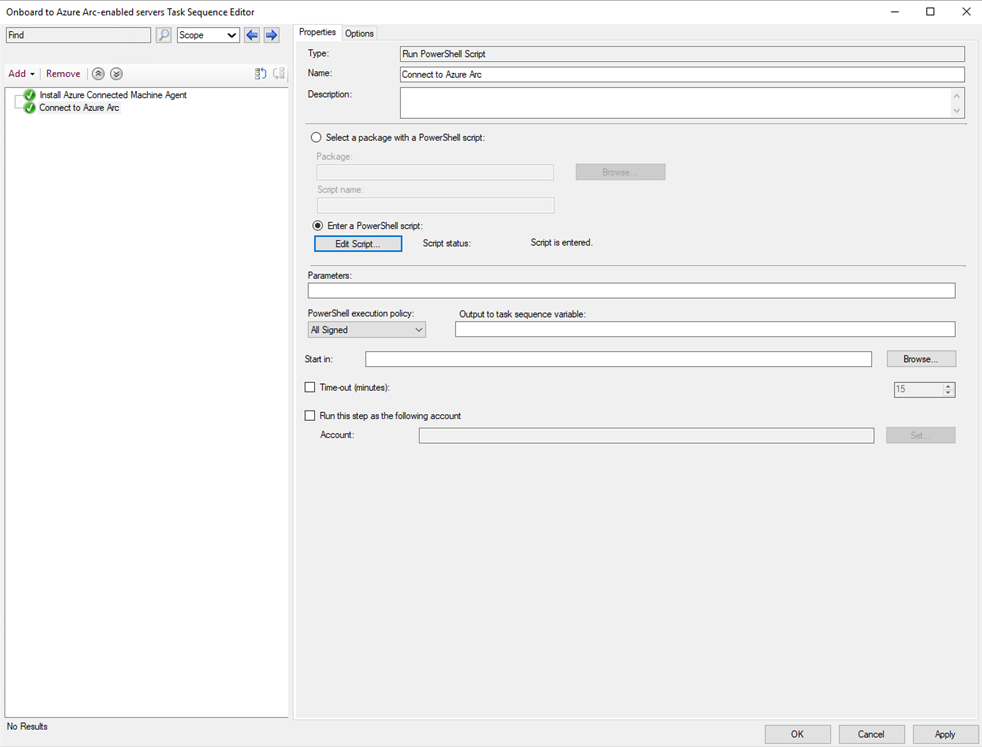 Onboard to Azure Arc-enabled servers Task Sequence Editor
Find
Scope
Add
Remove
Install Azure Connected Machine Agent
Connect to Azure Arc
No Results
Properties
Options
Type:
Run PowerShell Script
Name:
Connect to Azure Arc
Description:
Select a package with a PowerShell script:
Package:
Browse...
Script name:
Enter a PowerShell script:
Edit Script...
Script status:
Script is entered.
Parameters:
PowerShell execution policy:
Output to task sequence variable:
All Signed
Start in:
Browse...
Time-out (minutes):
15
Run this step as the following account
Account:
Set...
OK
Cancel
Apply